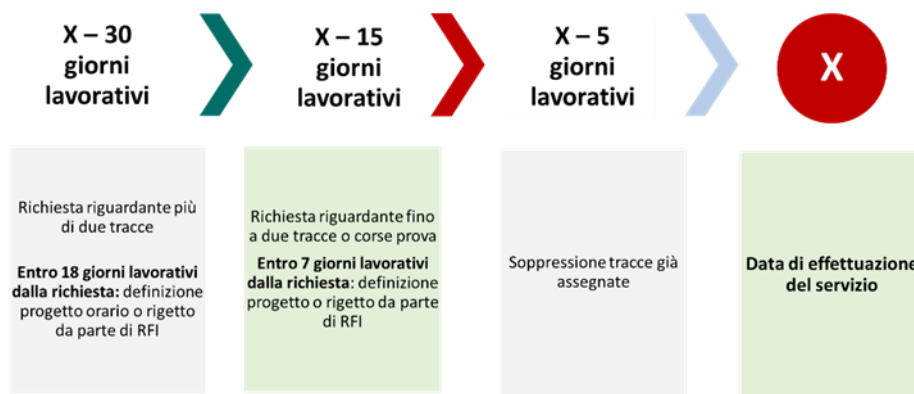 X – 30
giorni
lavorativi
X – 15
giorni
lavorativi
X – 5
giorni
lavorativi
X
Richiesta riguardante più
di due tracce
Entro 18 giorni lavorativi
dalla richiesta: definizione
progetto orario o rigetto
da parte di RFI
Richiesta riguardante fino
a due tracce o corse prova
Entro 7 giorni lavorativi
dalla richiesta: definizione
progetto o rigetto da parte
di RFI
Soppressione tracce già
assegnate
Data di effettuazione
del servizio